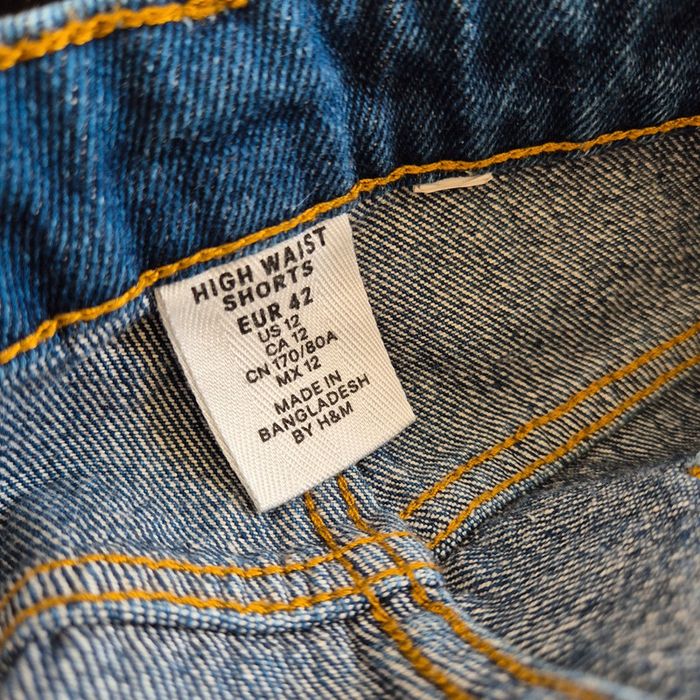 HIGH WAIST
SHORTS
EUR 42
US 12
CA 12
CN 170/80A
MX 12
MADE IN
BANGLADESH
BY H&M